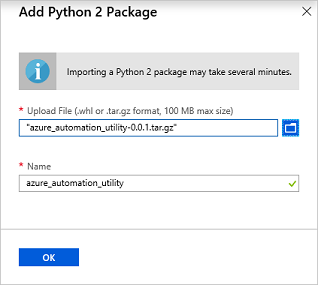 Add Python 2 Package
Importing a Python 2 package may take several minutes.
* Upload File (.whl or .tar.gz format, 100 MB max size)
"azure_automation_utility-0.0.1.tar.gz"
* Name
azure_automation_utility
OK